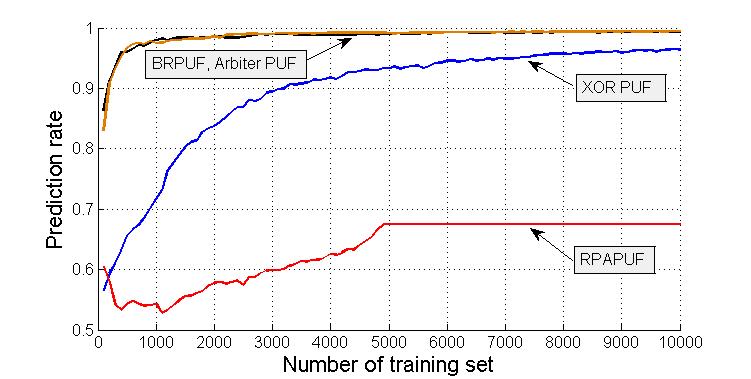 1
0.9
0.8
0.7
0.6
0.5
Prediction rate
BRPUF, Arbiter PUF
XOR PUF
RPAPUF
0 1000 2000 3000 4000 5000 6000 7000 8000 9000 10000
Number of training set